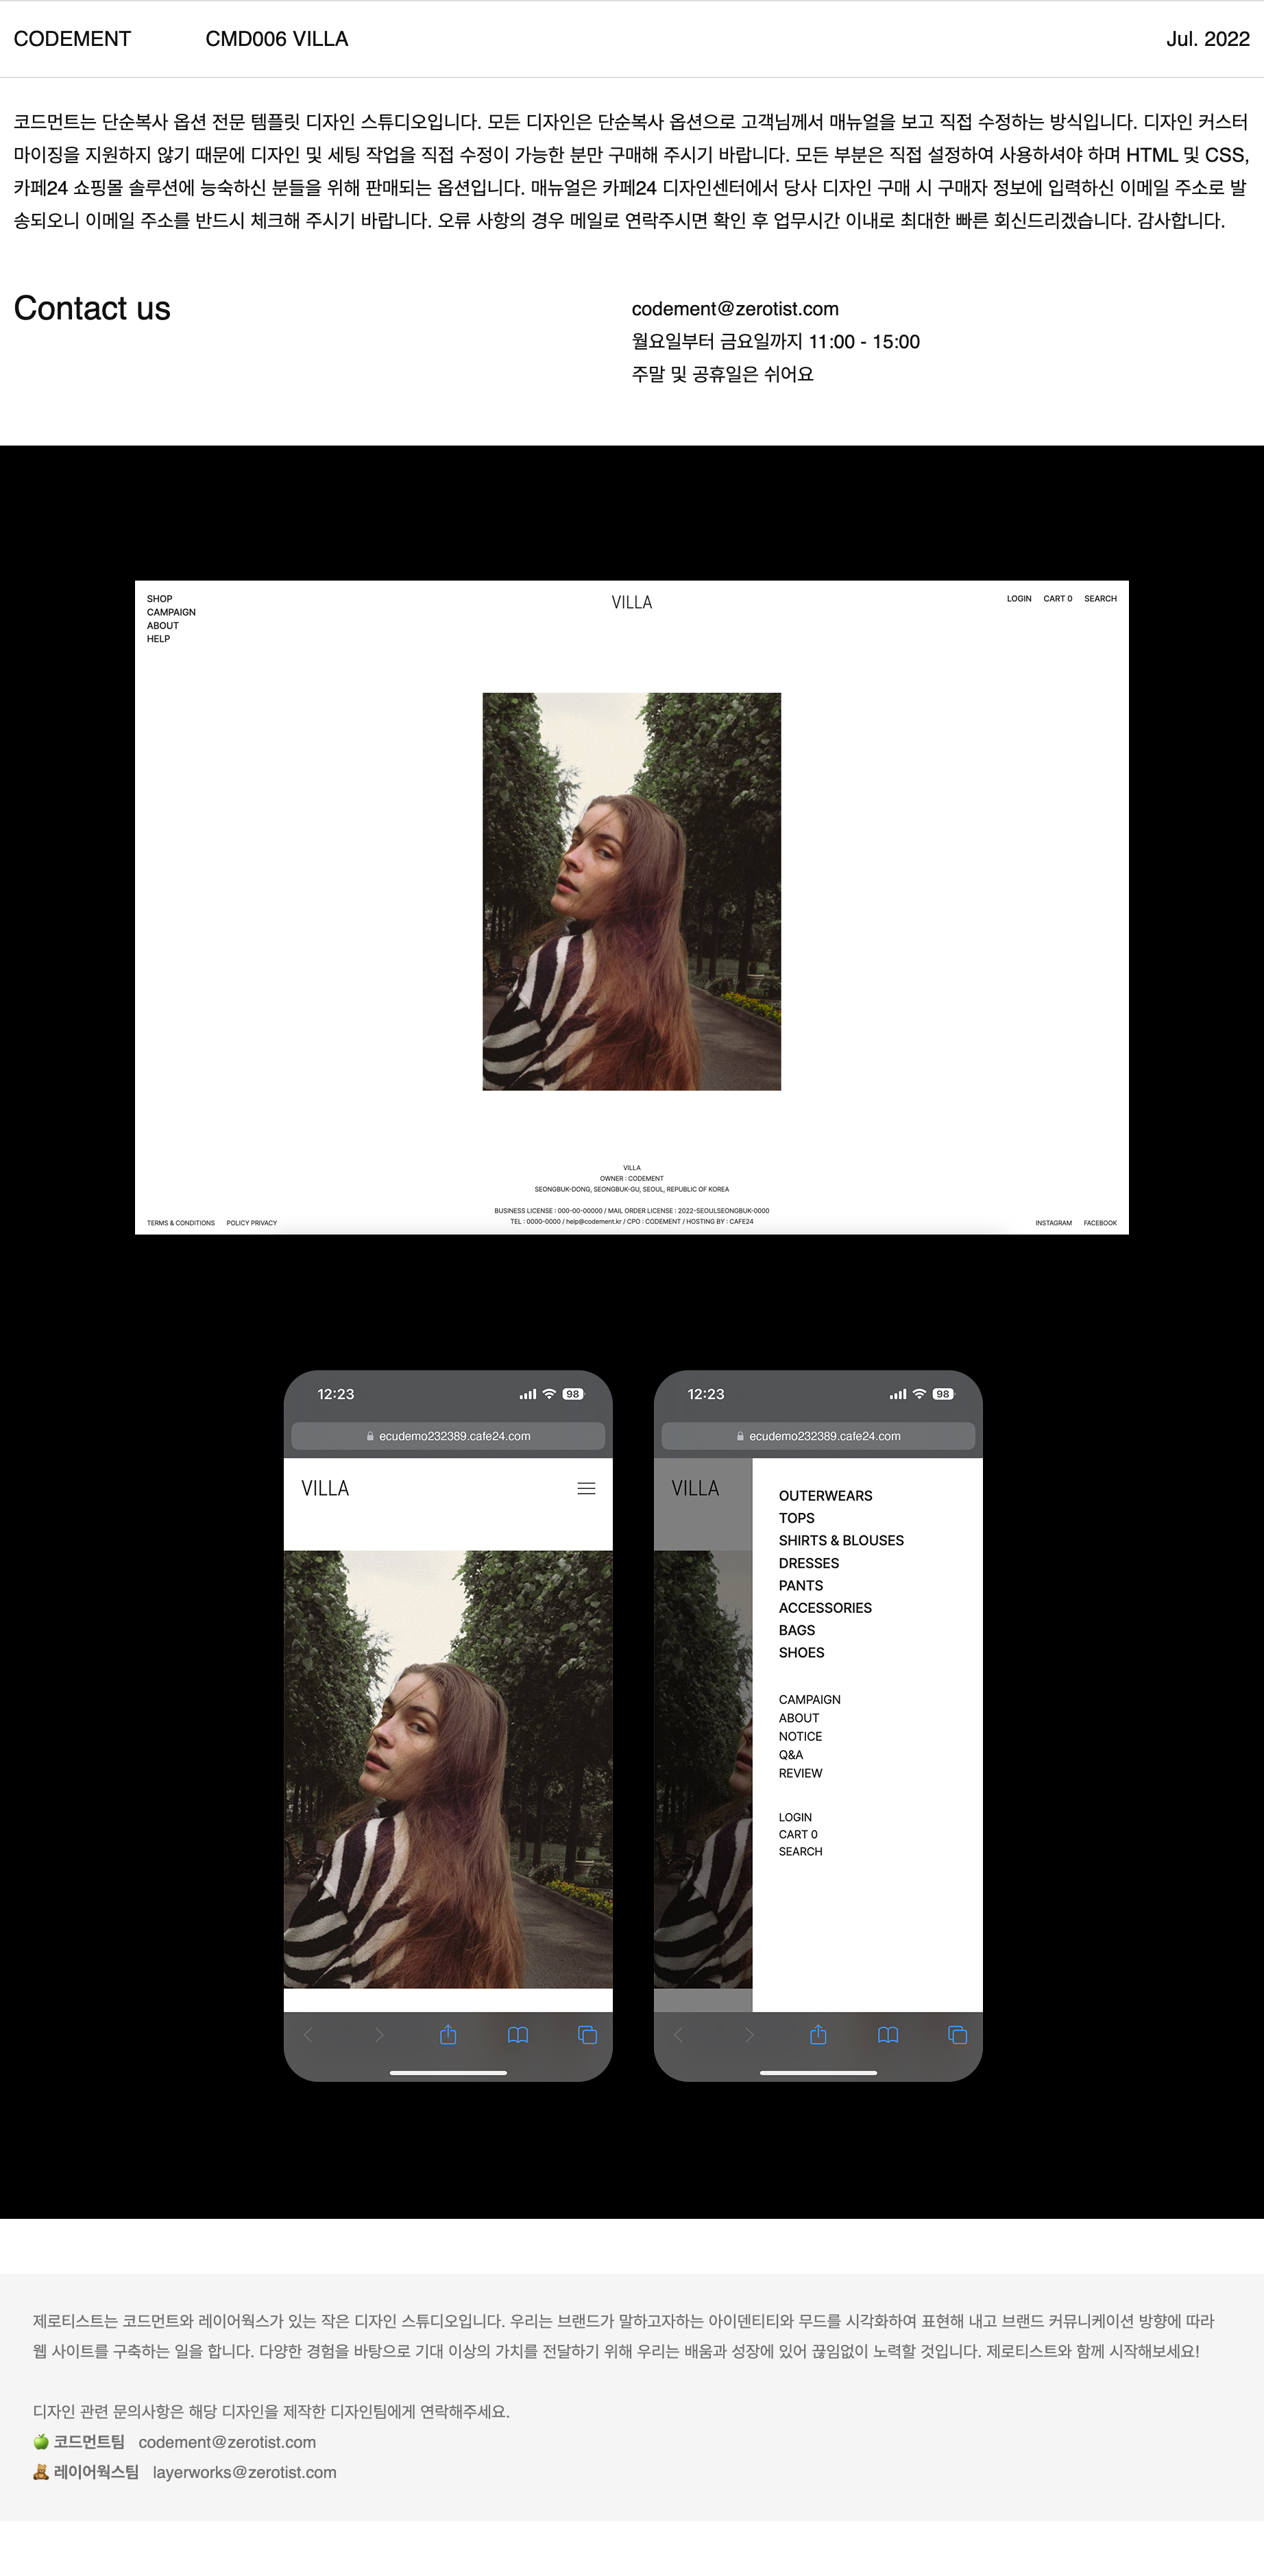 CODEMENT CMD006 VILLA Jul. 2022
코드먼트는 단순복사 옵션 전문 템플릿 디자인 스튜디오입니다. 모든 디자인은 단순복사 옵션으로 고객님께서 매뉴얼을 보고 직접 수정하는 방식입니다. 디자인 커스터
마이징을 지원하지 않기 때문에 디자인 및 세팅 작업을 직접 수정이 가능한 분만 구매해 주시기 바랍니다. 모든 부분은 직접 설정하여 사용하셔야 하며 HTML 및 CSS,
카페24 쇼핑몰 솔루션에 능숙하신 분들을 위해 판매되는 옵션입니다. 매뉴얼은 카페24 디자인센터에서 당사 디자인 구매 시 구매자 정보에 입력하신 이메일 주소로 발
송되오니 이메일 주소를 반드시 체크해 주시기 바랍니다. 오류 사항의 경우 메일로 연락주시면 확인 후 업무시간 이내로 최대한 빠른 회신드리겠습니다. 감사합니다.
Contact us
codement@zerotist.com
월요일부터 금요일까지 11:00 - 15:00
주말 및 공휴일은 쉬어요
SHOP
CAMPAIGN
ABOUT
HELP
VILLA
LOGIN CART 0 SEARCH
VILLA
OWNER : CODEMENT
SEONGBUK-DONG, SEONGBUK-GU, SEOUL, REPUBLIC OF KOREA
BUSINESS LICENSE : 000-00-00000 / MAIL ORDER LICENSE : 2022-SEOULSEONGBUK-0000
TEL : 0000-0000 / help@codement.kr / CPO : CODEMENT / HOSTING BY : CAFE24
TERMS & CONDITIONS POLICY PRIVACY
INSTAGRAM FACEBOOK
12:23 98
ecudemo232389.cafe24.com
VILLA
12:23 98
ecudemo232389.cafe24.com
VILLA
OUTERWEARS
TOPS
SHIRTS & BLOUSES
DRESSES
PANTS
ACCESSORIES
BAGS
SHOES
CAMPAIGN
ABOUT
NOTICE
Q&A
REVIEW
LOGIN
CART 0
SEARCH
제로티스트는 코드먼트와 레이어웍스가 있는 작은 디자인 스튜디오입니다. 우리는 브랜드가 말하고자하는 아이덴티티와 무드를 시각화하여 표현해 내고 브랜드 커뮤니케이션 방향에 따라
웹 사이트를 구축하는 일을 합니다. 다양한 경험을 바탕으로 기대 이상의 가치를 전달하기 위해 우리는 배움과 성장에 있어 끊임없이 노력할 것입니다. 제로티스트와 함께 시작해보세요!
디자인 관련 문의사항은 해당 디자인을 제작한 디자인팀에게 연락해주세요.
🍏 코드먼트팀 codement@zerotist.com
🧸 레이어웍스팀 layerworks@zerotist.com